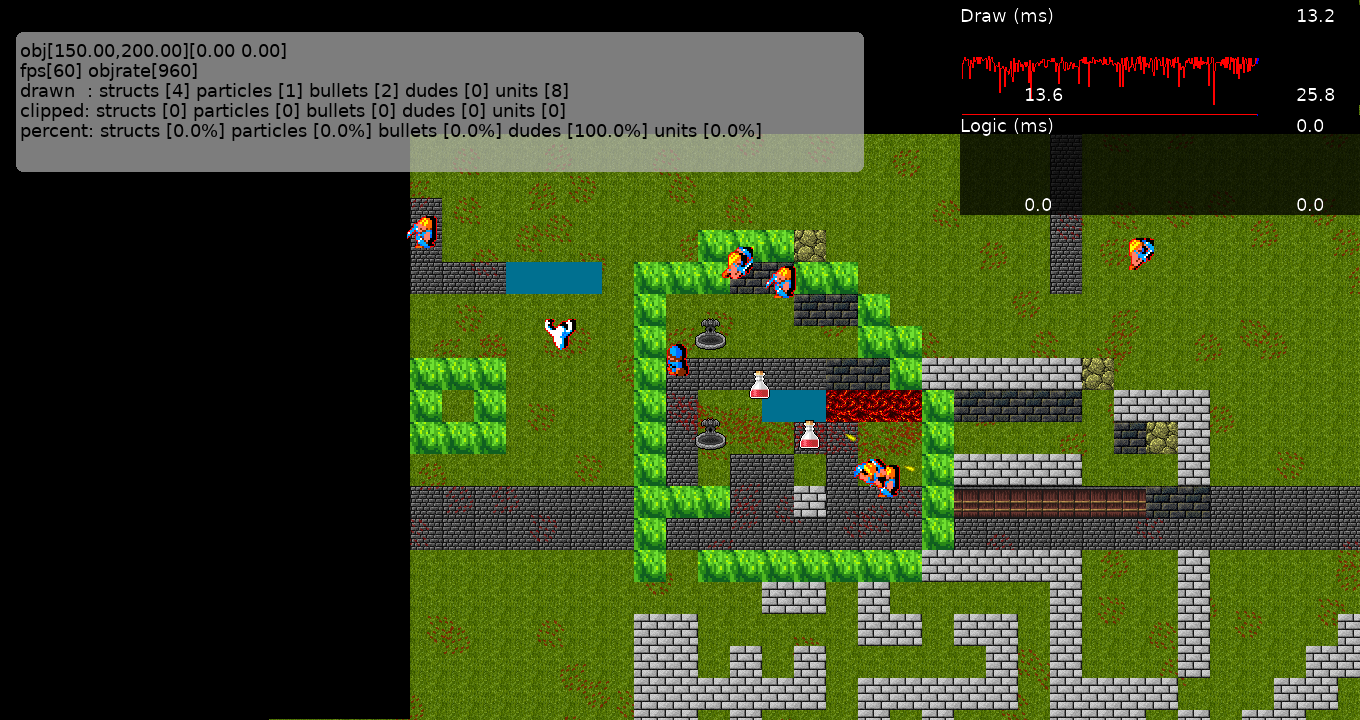 obj[150.00,200.00][0.00 0.00]
fps[60] objrate[960]
drawn  : structs [4] particles [1] bullets [2] dudes [0] units [8]
clipped: structs [0] particles [0] bullets [0] dudes [0] units [0]
percent: structs [0.0%] particles [0.0%] bullets [0.0%] dudes [100.0%] units [0.0%]
Draw (ms) 13.2
13.6 25.8
Logic (ms) 0.0
0.0 0.0